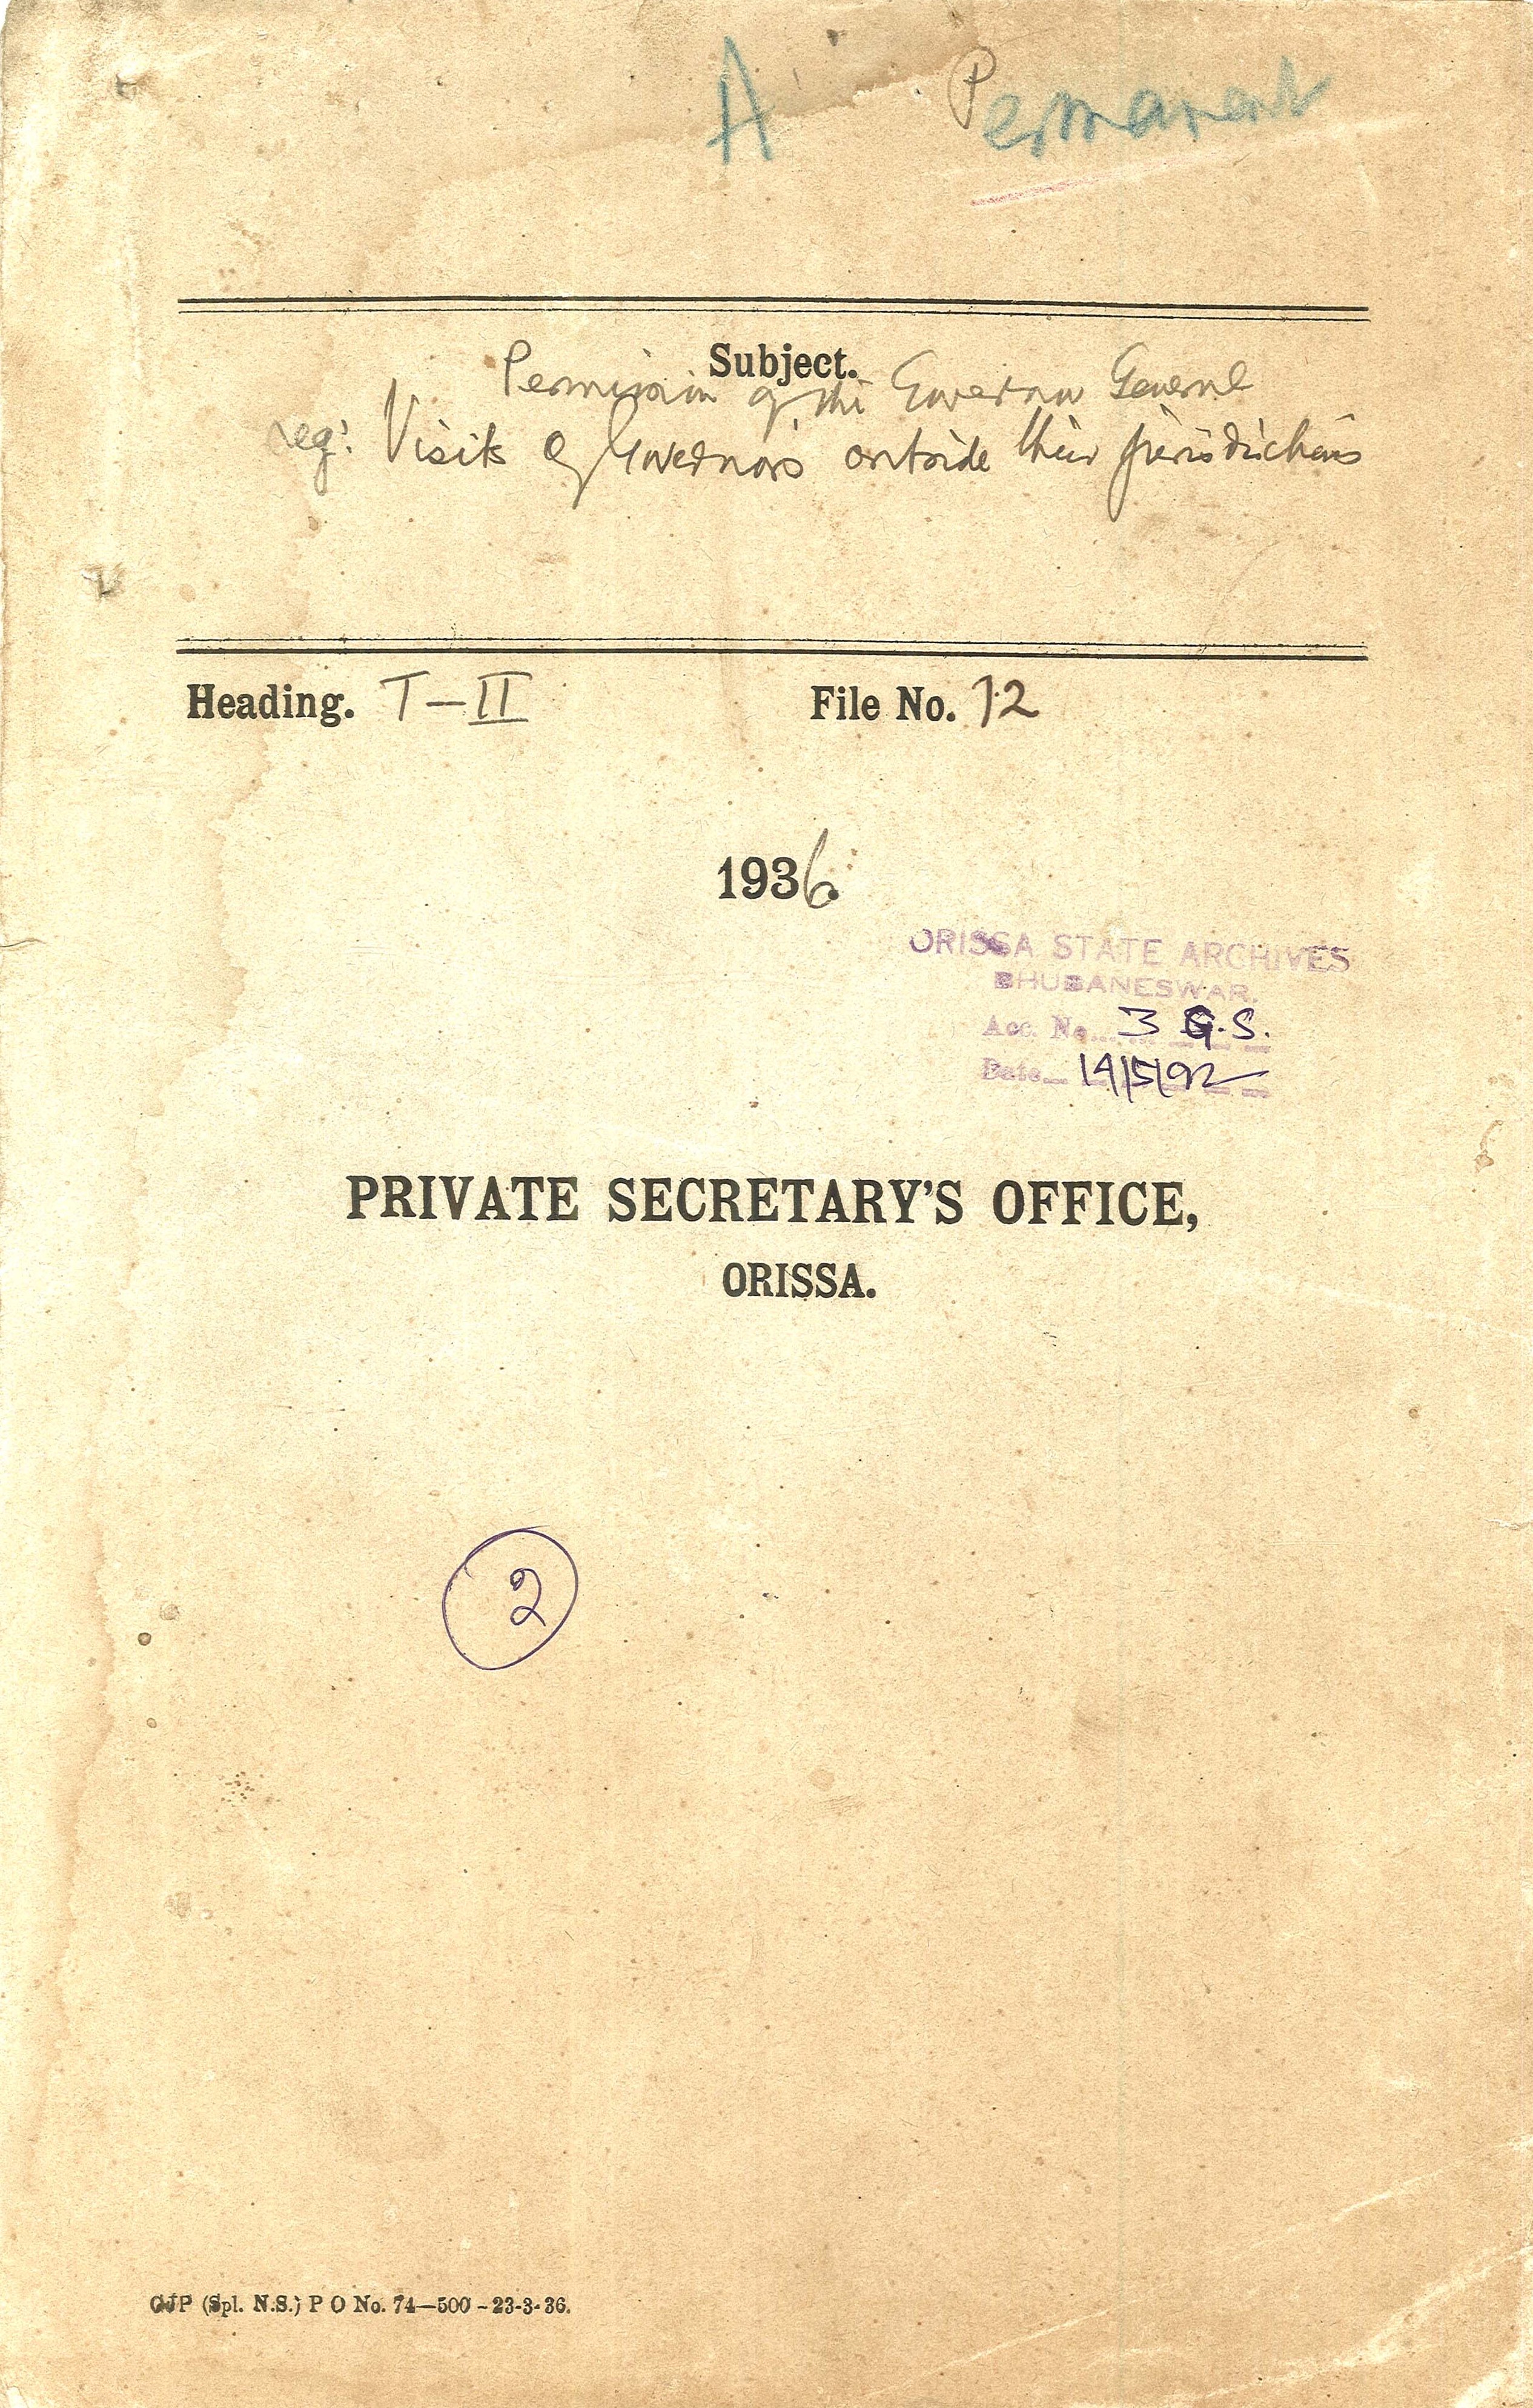 A Permanent
Subject.
Permission of the Governor General
reg: Visits of Governors outside their jurisdictions
Heading. T-II File No. 12
1936.
ORISSA STATE ARCHIVES
BHUBANESWAR.
Acc. No. 3 G.S.
Date 14/5/92
PRIVATE SECRETARY'S OFFICE,
ORISSA.
2
GJP (Spl. N.S.) P O No. 74—500-23-3-36.